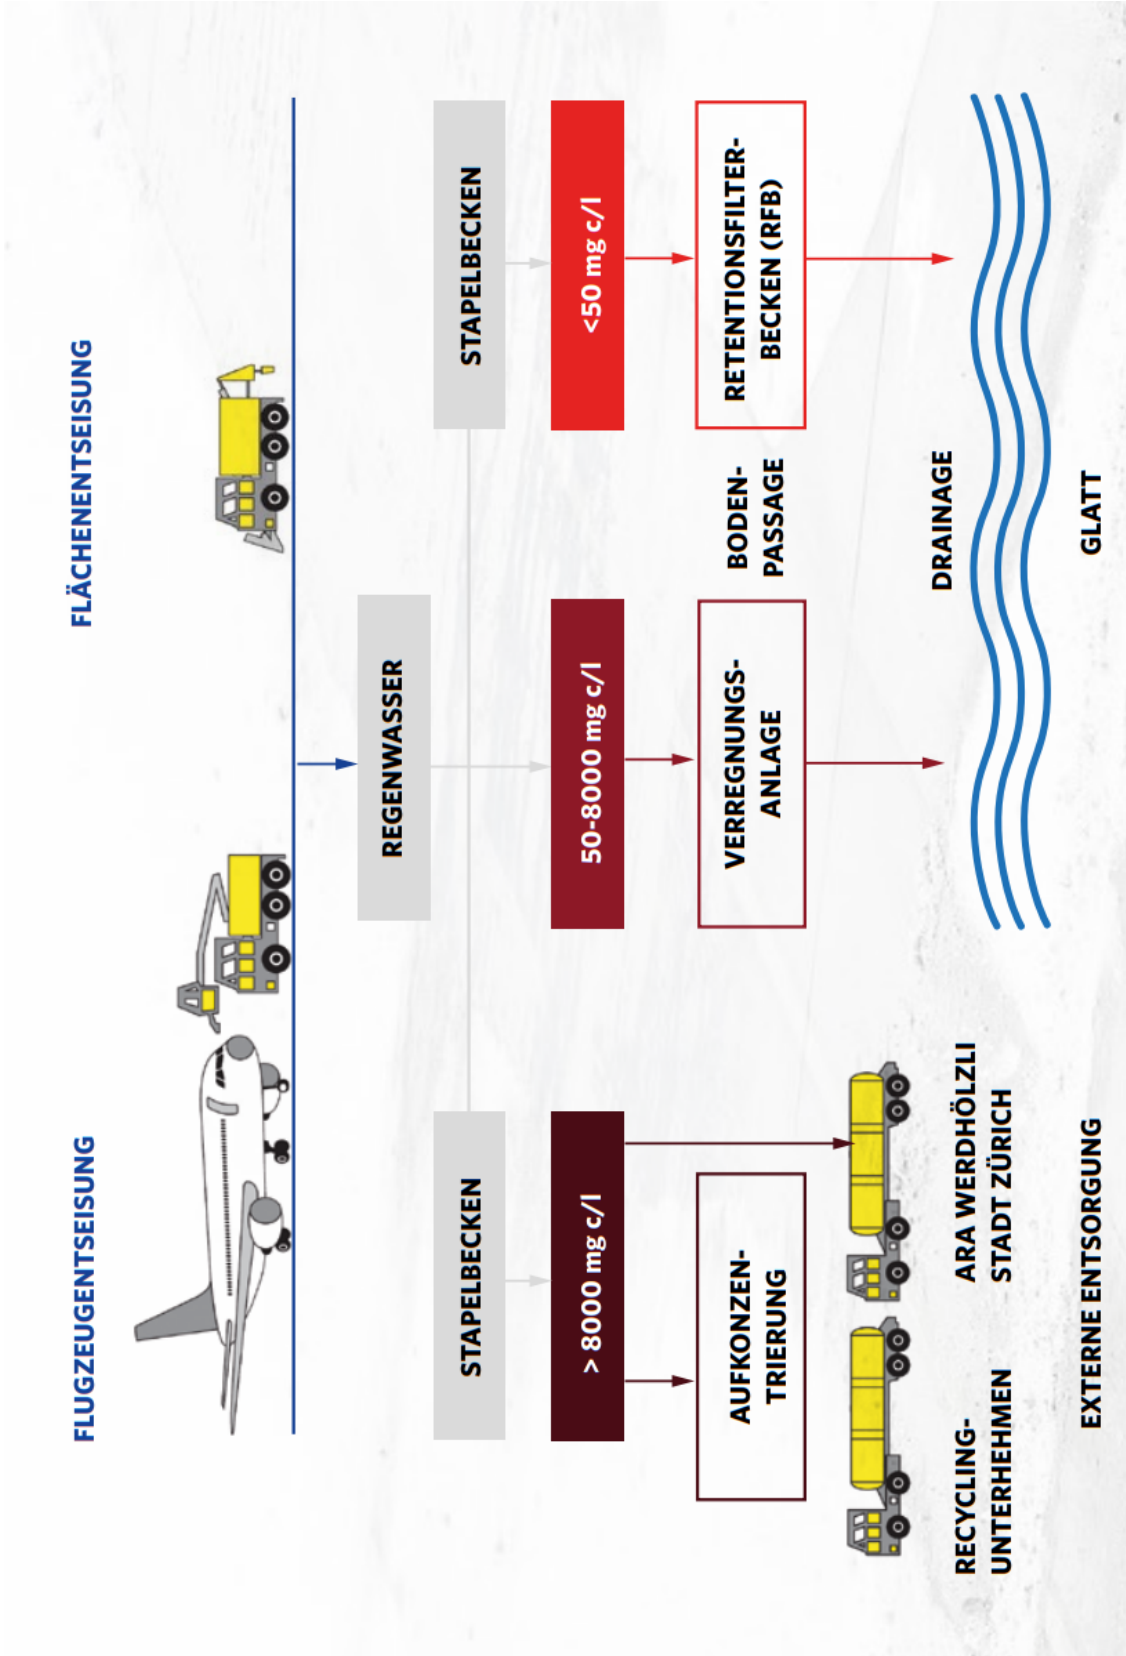 FLUGZEUGENTSEISUNG
FLÄCHENENTSEISUNG
REGENWASSER
STAPELBECKEN
STAPELBECKEN
> 8000 mg c/l
50-8000 mg c/l
<50 mg c/l
AUFKONZEN-
TRIERUNG
VERREGNUNGS-
ANLAGE
BODEN-
PASSAGE
RETENTIONSFILTER-
BECKEN (RFB)
RECYCLING-
UNTERHEHMEN
ARA WERDHÖLZLI
STADT ZÜRICH
DRAINAGE
EXTERNE ENTSORGUNG
GLATT